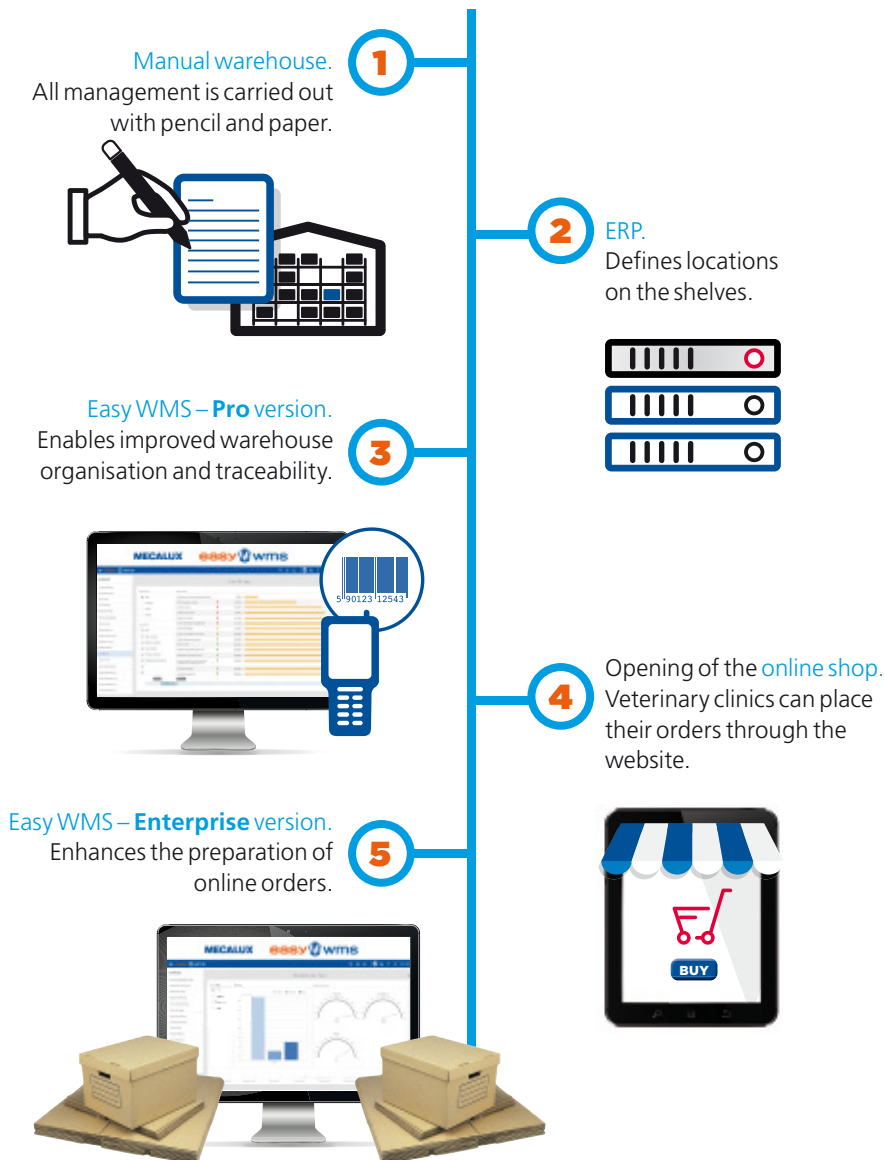 1
Manual warehouse.
All management is carried out
with pencil and paper.
2
ERP.
Defines locations
on the shelves.
Easy WMS – Pro version.
Enables improved warehouse
organisation and traceability.
3
MECALUX easy wms
5 90123 12543
4
Opening of the online shop.
Veterinary clinics can place
their orders through the
website.
Easy WMS – Enterprise version.
Enhances the preparation of
online orders.
5
BUY
MECALUX easy wms